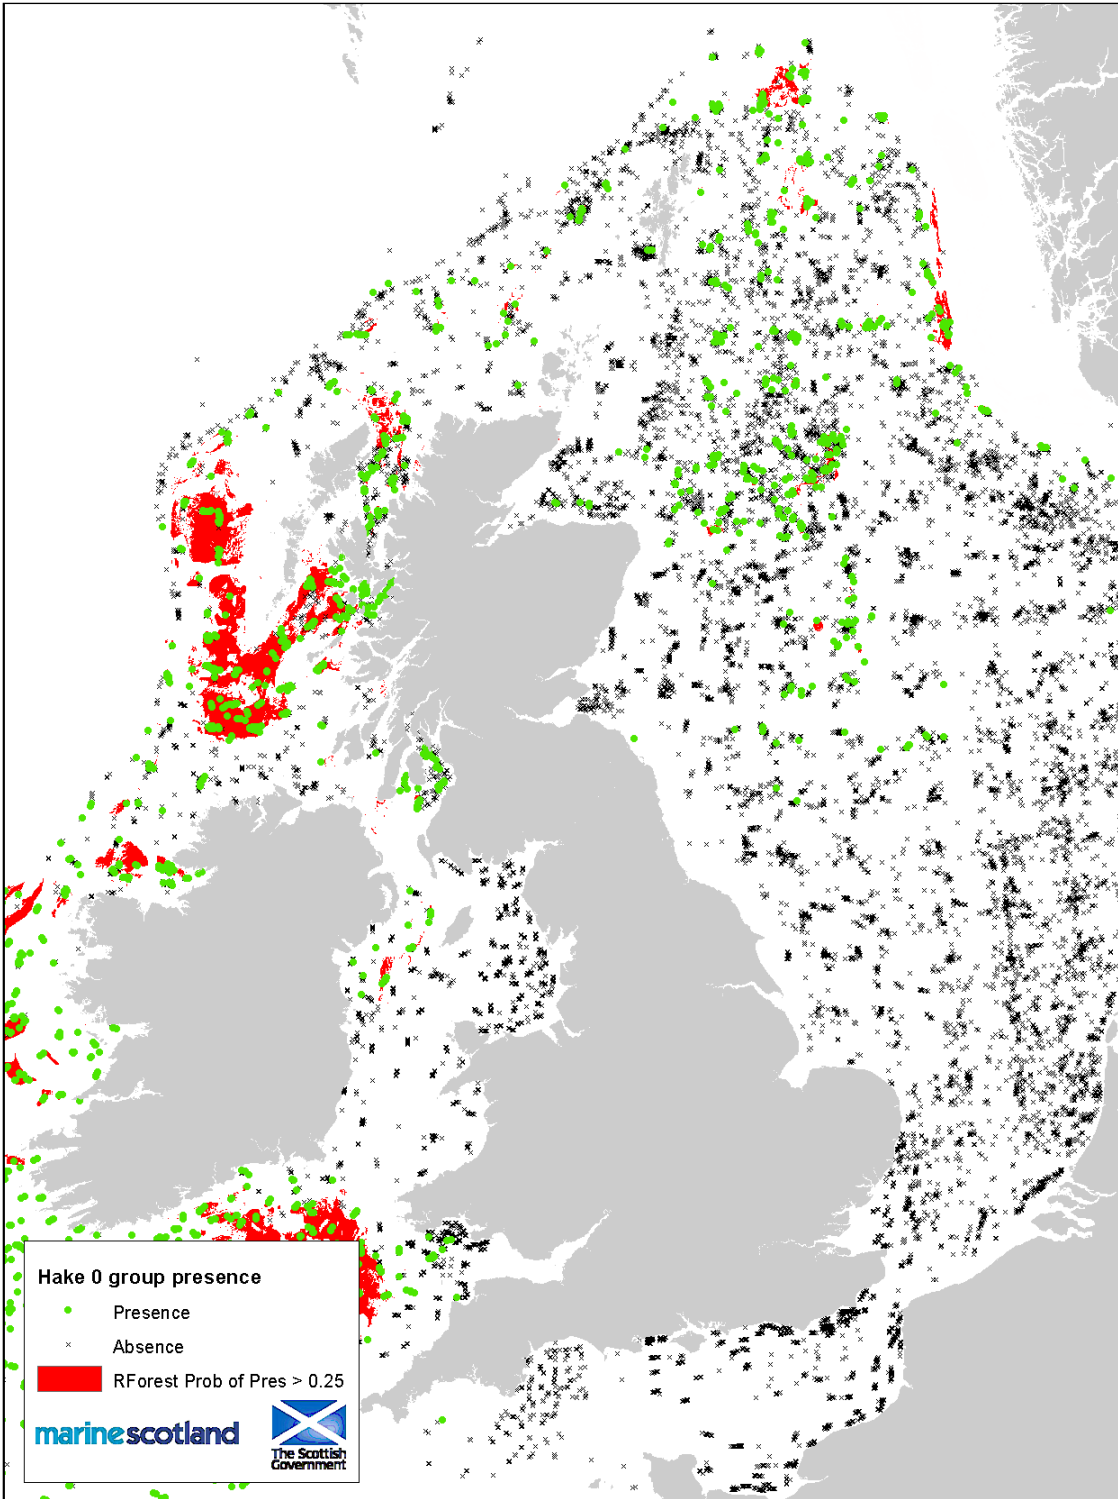 Hake 0 group presence
Presence
Absence
RForest Prob of Pres > 0.25
marinescotland
The Scottish
Government